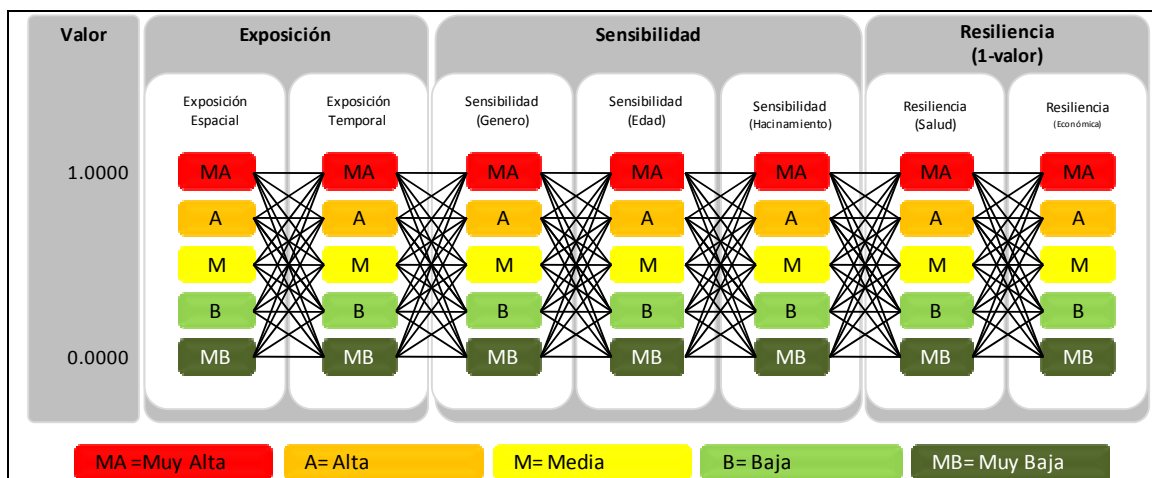 Valor
Exposición
Sensibilidad
Resiliencia
(1-valor)
Exposición
Espacial
Exposición
Temporal
Sensibilidad
(Genero)
Sensibilidad
(Edad)
Sensibilidad
(Hacinamiento)
Resiliencia
(Salud)
Resiliencia
(Económica)
1.0000
MA MA MA MA MA MA MA
A A A A A A A
M M M M M M M
B B B B B B B
0.0000
MB MB MB MB MB MB MB
MA =Muy Alta
A= Alta
M= Media
B= Baja
MB= Muy Baja